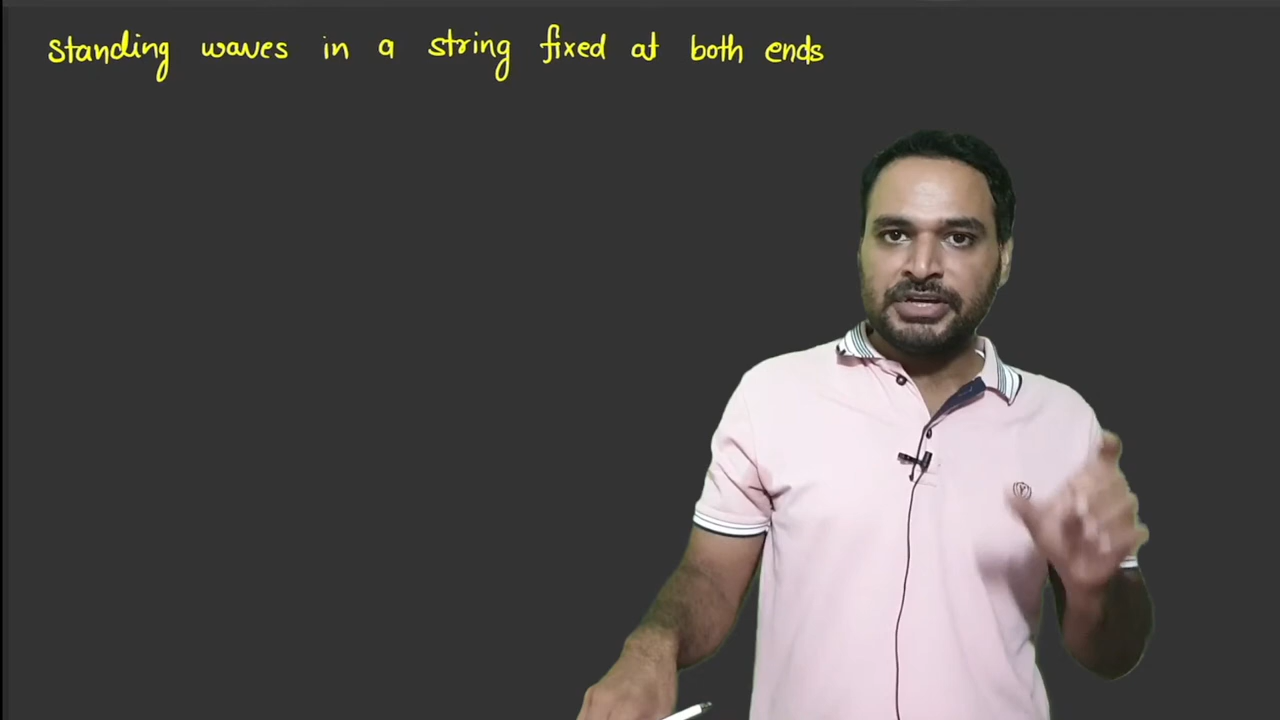 standing waves in a string fixed at both ends